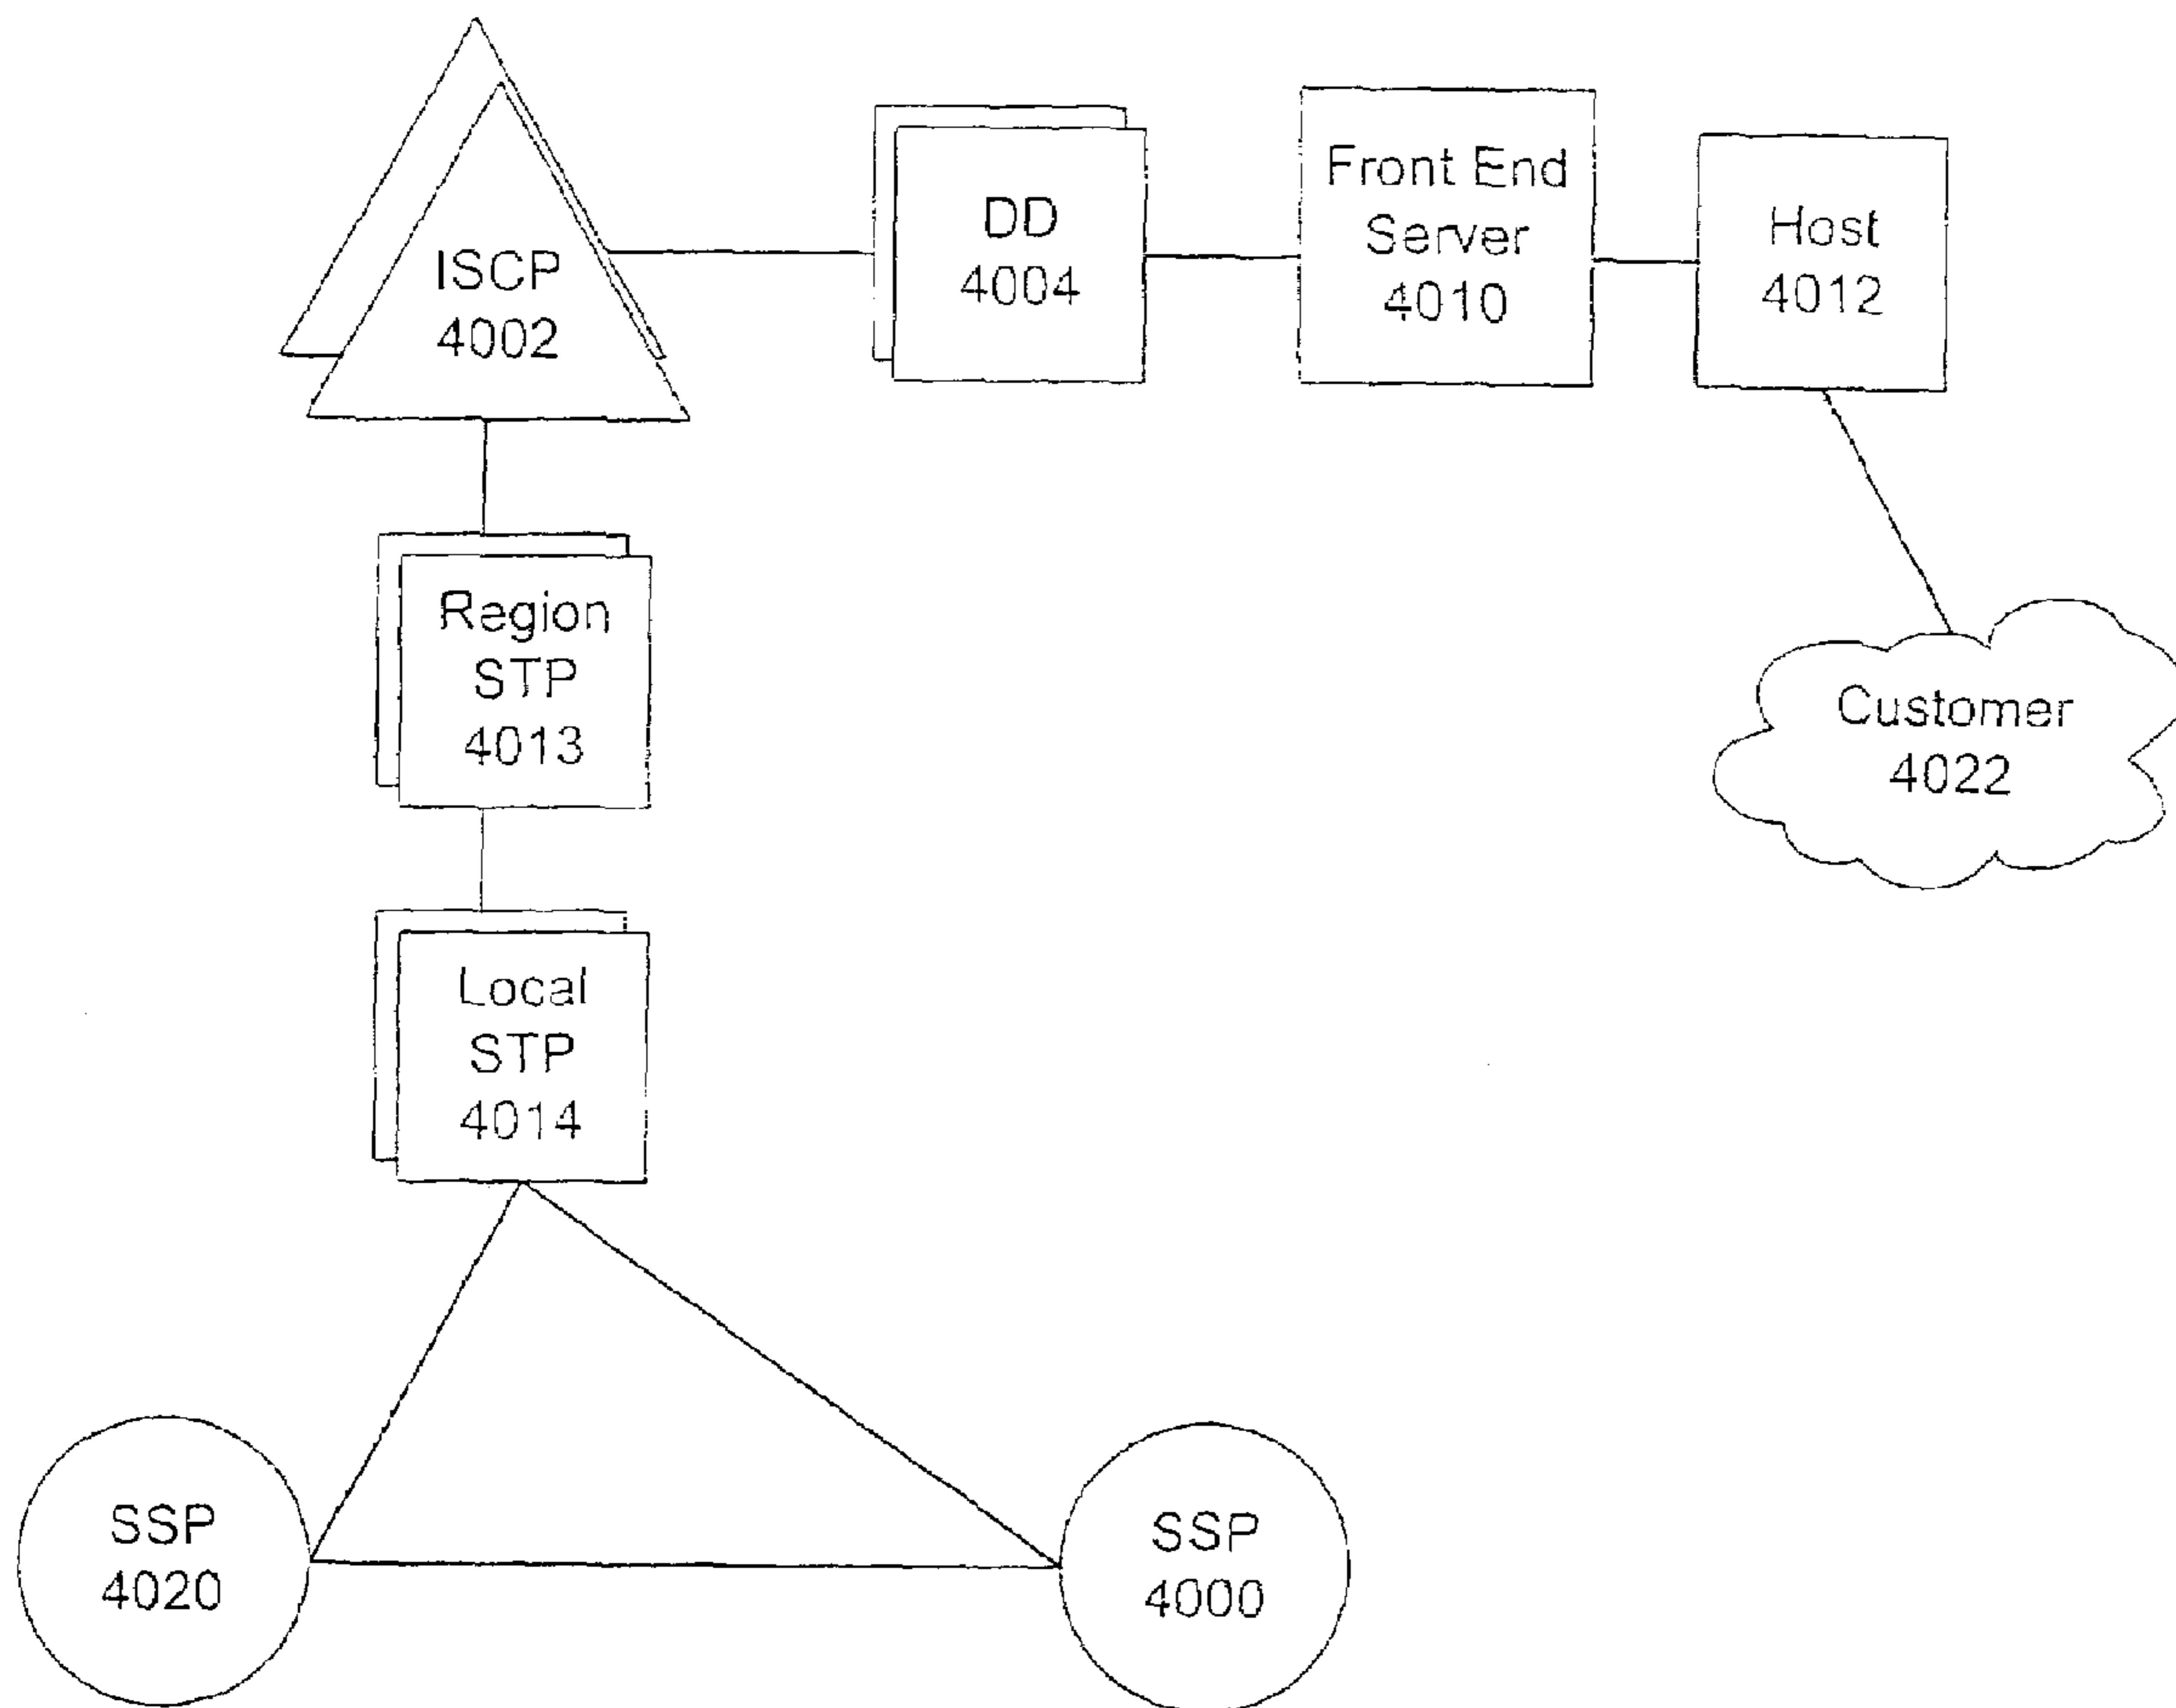 ISCP
4002
DD
4004
Front End
Server
4010
Host
4012
Region
STP
4013
Customer
4022
Local
STP
4014
SSP
4020
SSP
4000